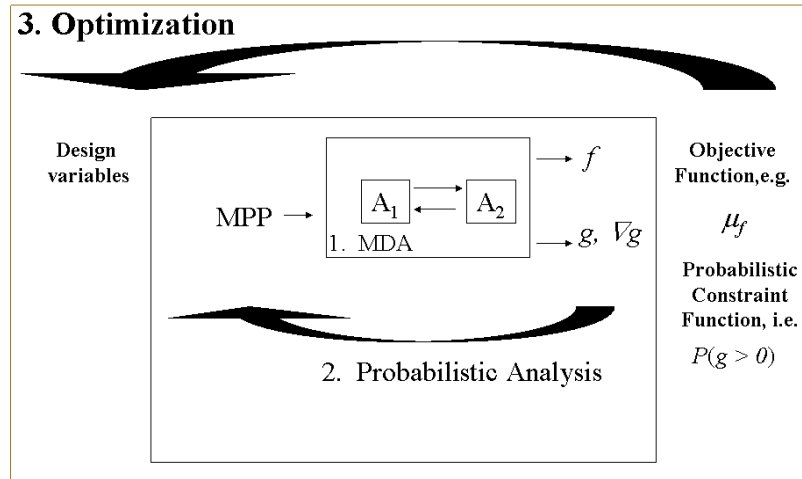 3. Optimization
Design
variables
MPP
A₁
A₂
1. MDA
f
g, ∇g
2. Probabilistic Analysis
Objective
Function,e.g.
μf
Probabilistic
Constraint
Function, i.e.
P(g > 0)